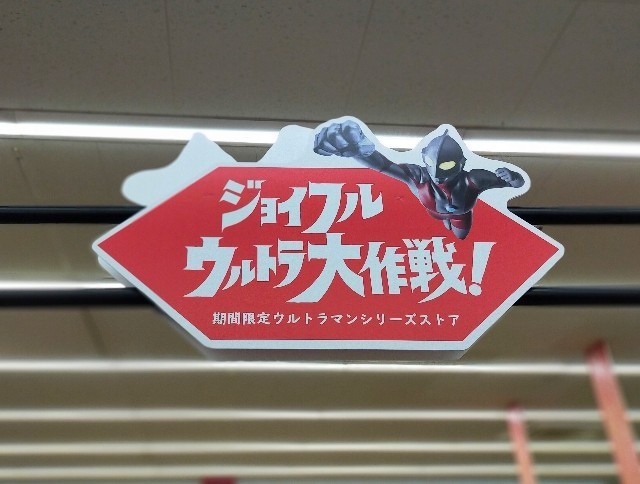 ジョイフル
ウルトラ大作戦!
期間限定ウルトラマンシリーズストア